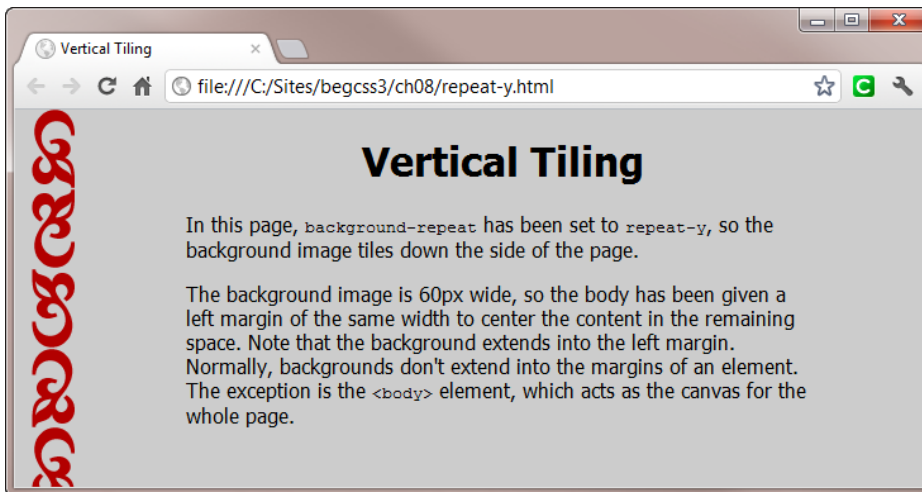 Vertical Tiling
file:///C:/Sites/begcss3/ch08/repeat-y.html
Vertical Tiling
In this page, background-repeat has been set to repeat-y, so the
background image tiles down the side of the page.
The background image is 60px wide, so the body has been given a
left margin of the same width to center the content in the remaining
space. Note that the background extends into the left margin.
Normally, backgrounds don't extend into the margins of an element.
The exception is the <body> element, which acts as the canvas for the
whole page.